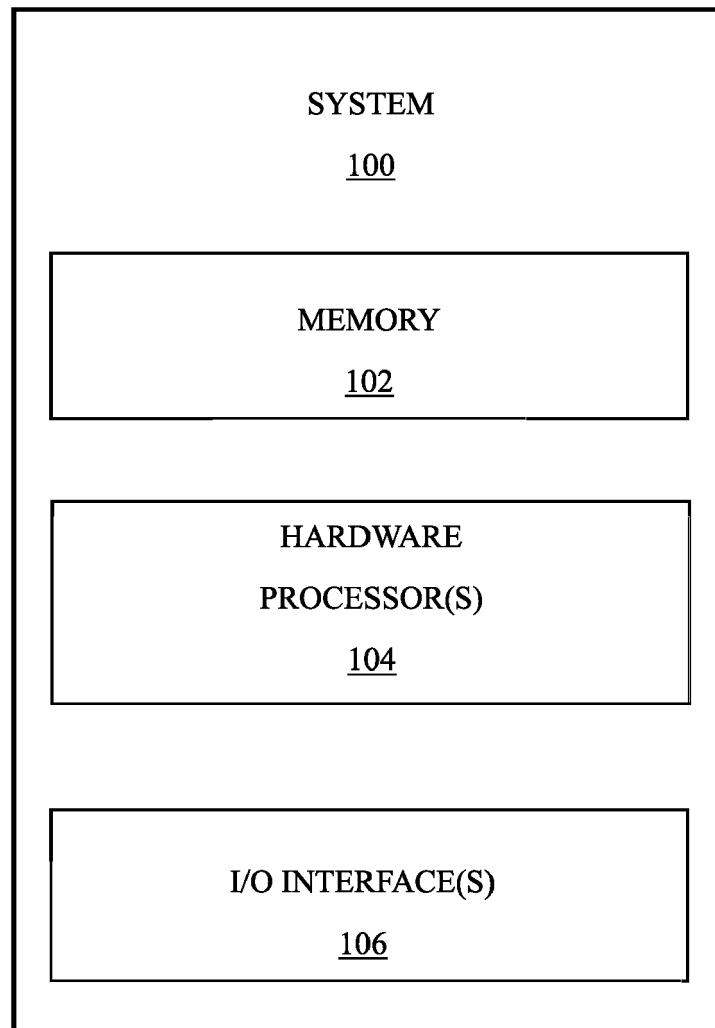 SYSTEM
100
MEMORY
102
HARDWARE
PROCESSOR(S)
104
I/O INTERFACE(S)
106